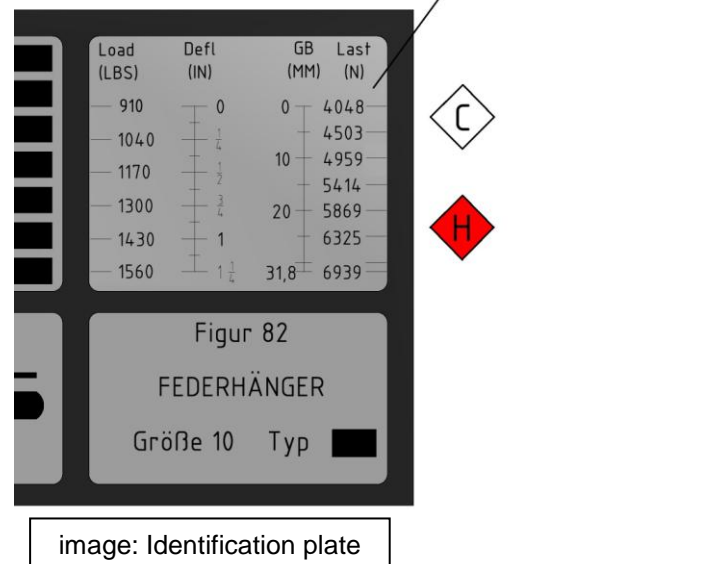 Load Defl GB Last
(LBS) (IN) (MM) (N)
910 0 0 4048
4503
1040 1/4
10 4959
1170 1/2
5414
1300 3/4 20 5869
1430 1 6325
1560 1 1/4 31,8 6939
C
H
Figur 82
FEDERHÄNGER
Größe 10 Typ
image: Identification plate